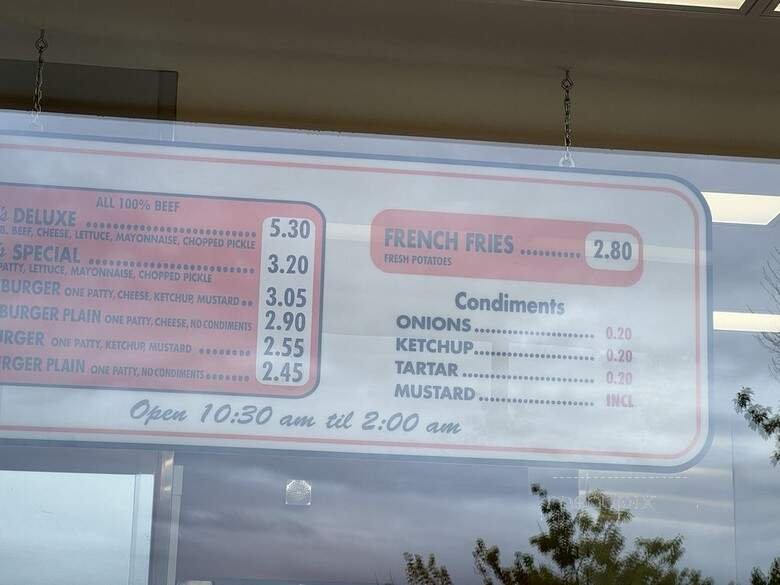 ALL 100% BEEF
DELUXE 5.30
BEEF, CHEESE, LETTUCE, MAYONNAISE, CHOPPED PICKLE
SPECIAL 3.20
PATTY, LETTUCE, MAYONNAISE, CHOPPED PICKLE
BURGER ONE PATTY, CHEESE, KETCHUP, MUSTARD 3.05
BURGER PLAIN ONE PATTY, CHEESE, NO CONDIMENTS 2.90
URGER ONE PATTY, KETCHUP, MUSTARD 2.55
RGER PLAIN ONE PATTY, NO CONDIMENTS 2.45
FRENCH FRIES 2.80
FRESH POTATOES
Condiments
ONIONS 0.20
KETCHUP 0.20
TARTAR 0.20
MUSTARD INCL
Open 10:30 am til 2:00 am